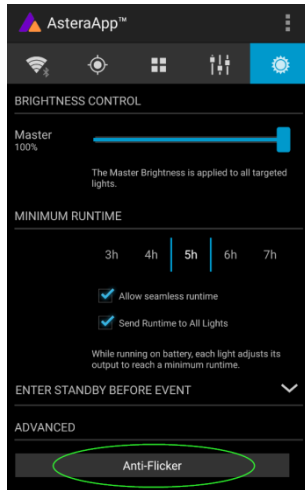 AsteraApp™
BRIGHTNESS CONTROL
Master
100%
The Master Brightness is applied to all targeted
lights.
MINIMUM RUNTIME
3h 4h 5h 6h 7h
Allow seamless runtime
Send Runtime to All Lights
While running on battery, each light adjusts its
output to reach a minimum runtime.
ENTER STANDBY BEFORE EVENT
ADVANCED
Anti-Flicker